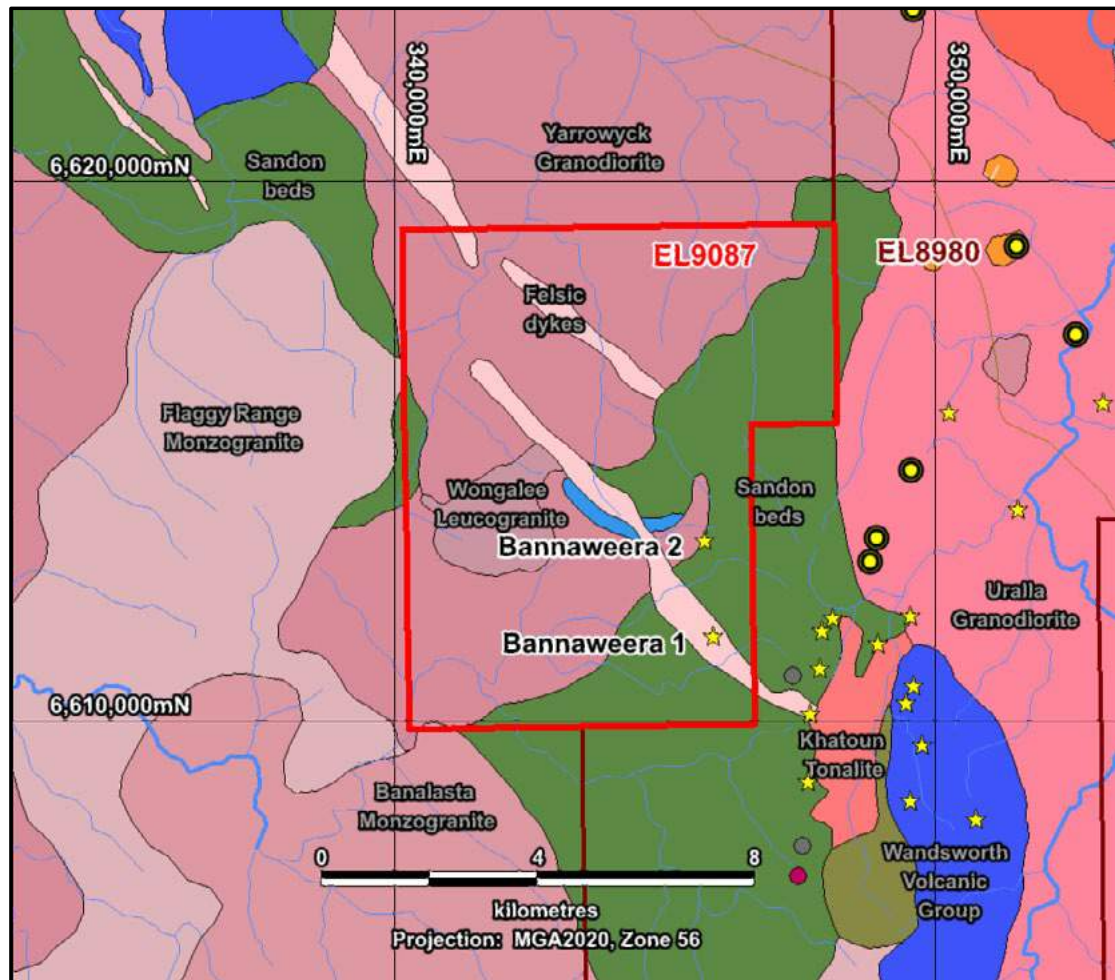 340,000mE
350,000mE
Yarrowyck
Granodiorite
6,620,000mN
Sandon
beds
EL9087
EL8980
Felsic
dykes
Flaggy Range
Monzogranite
Wongalee
Leucogranite
Sandon
beds
Bannaweera 2
Uralla
Granodiorite
Bannaweera 1
6,610,000mN
Khatoun
Tonalite
Banalasta
Monzogranite
Wandsworth
Volcanic
Group
0 4 8
kilometres
Projection: MGA2020, Zone 56